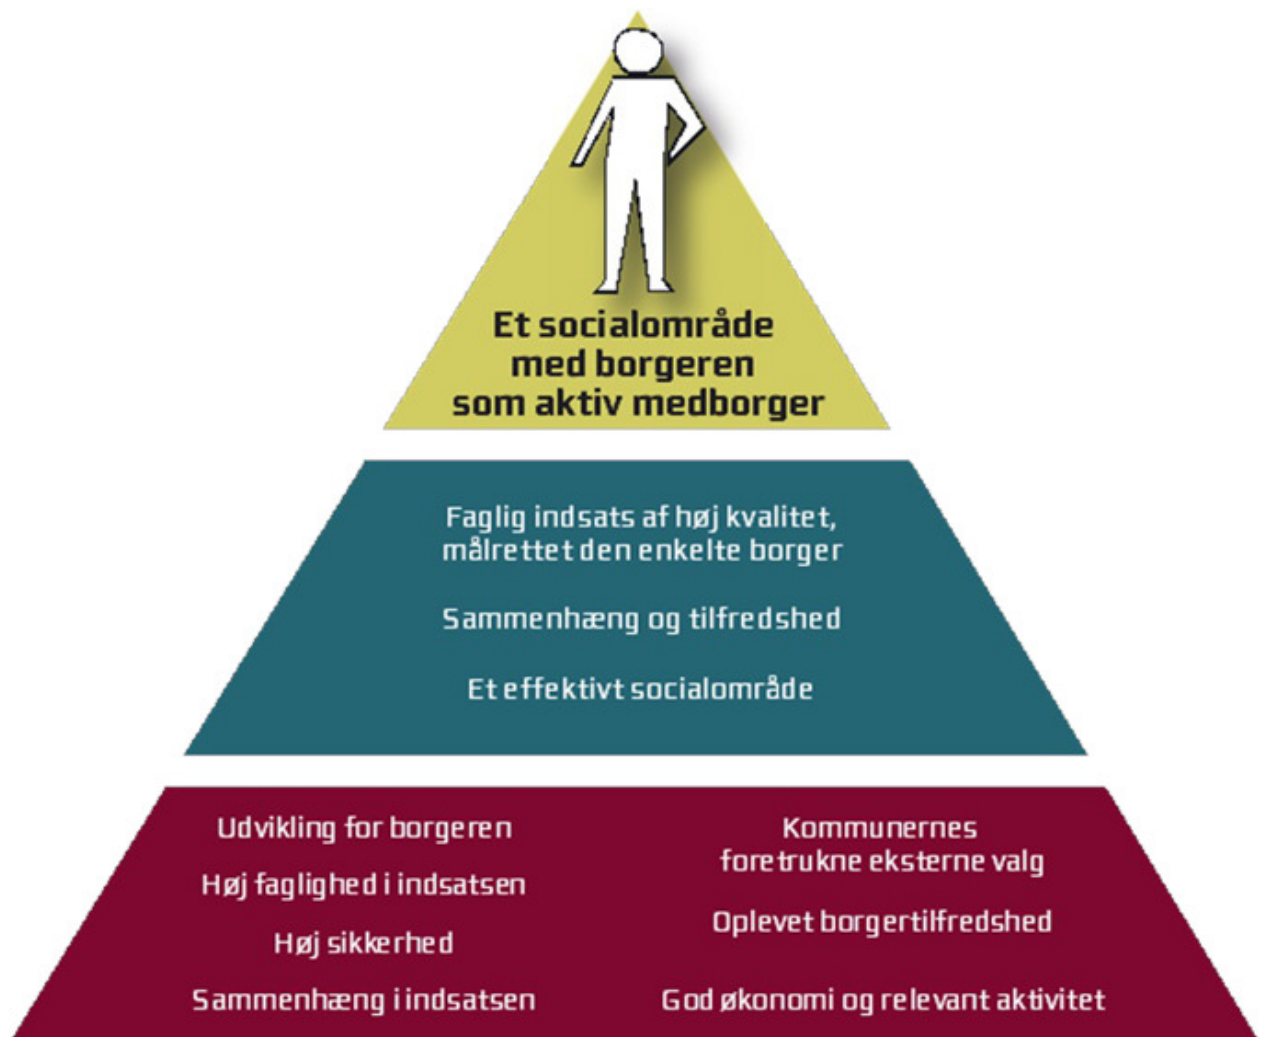 Et socialområde
med borgeren
som aktiv medborger
Faglig indsats af høj kvalitet,
målrettet den enkelte borger
Sammenhæng og tilfredshed
Et effektivt socialområde
Udvikling for borgeren
Høj faglighed i indsatsen
Høj sikkerhed
Sammenhæng i indsatsen
Kommunernes
foretrukne eksterne valg
Oplevet borgertilfredshed
God økonomi og relevant aktivitet